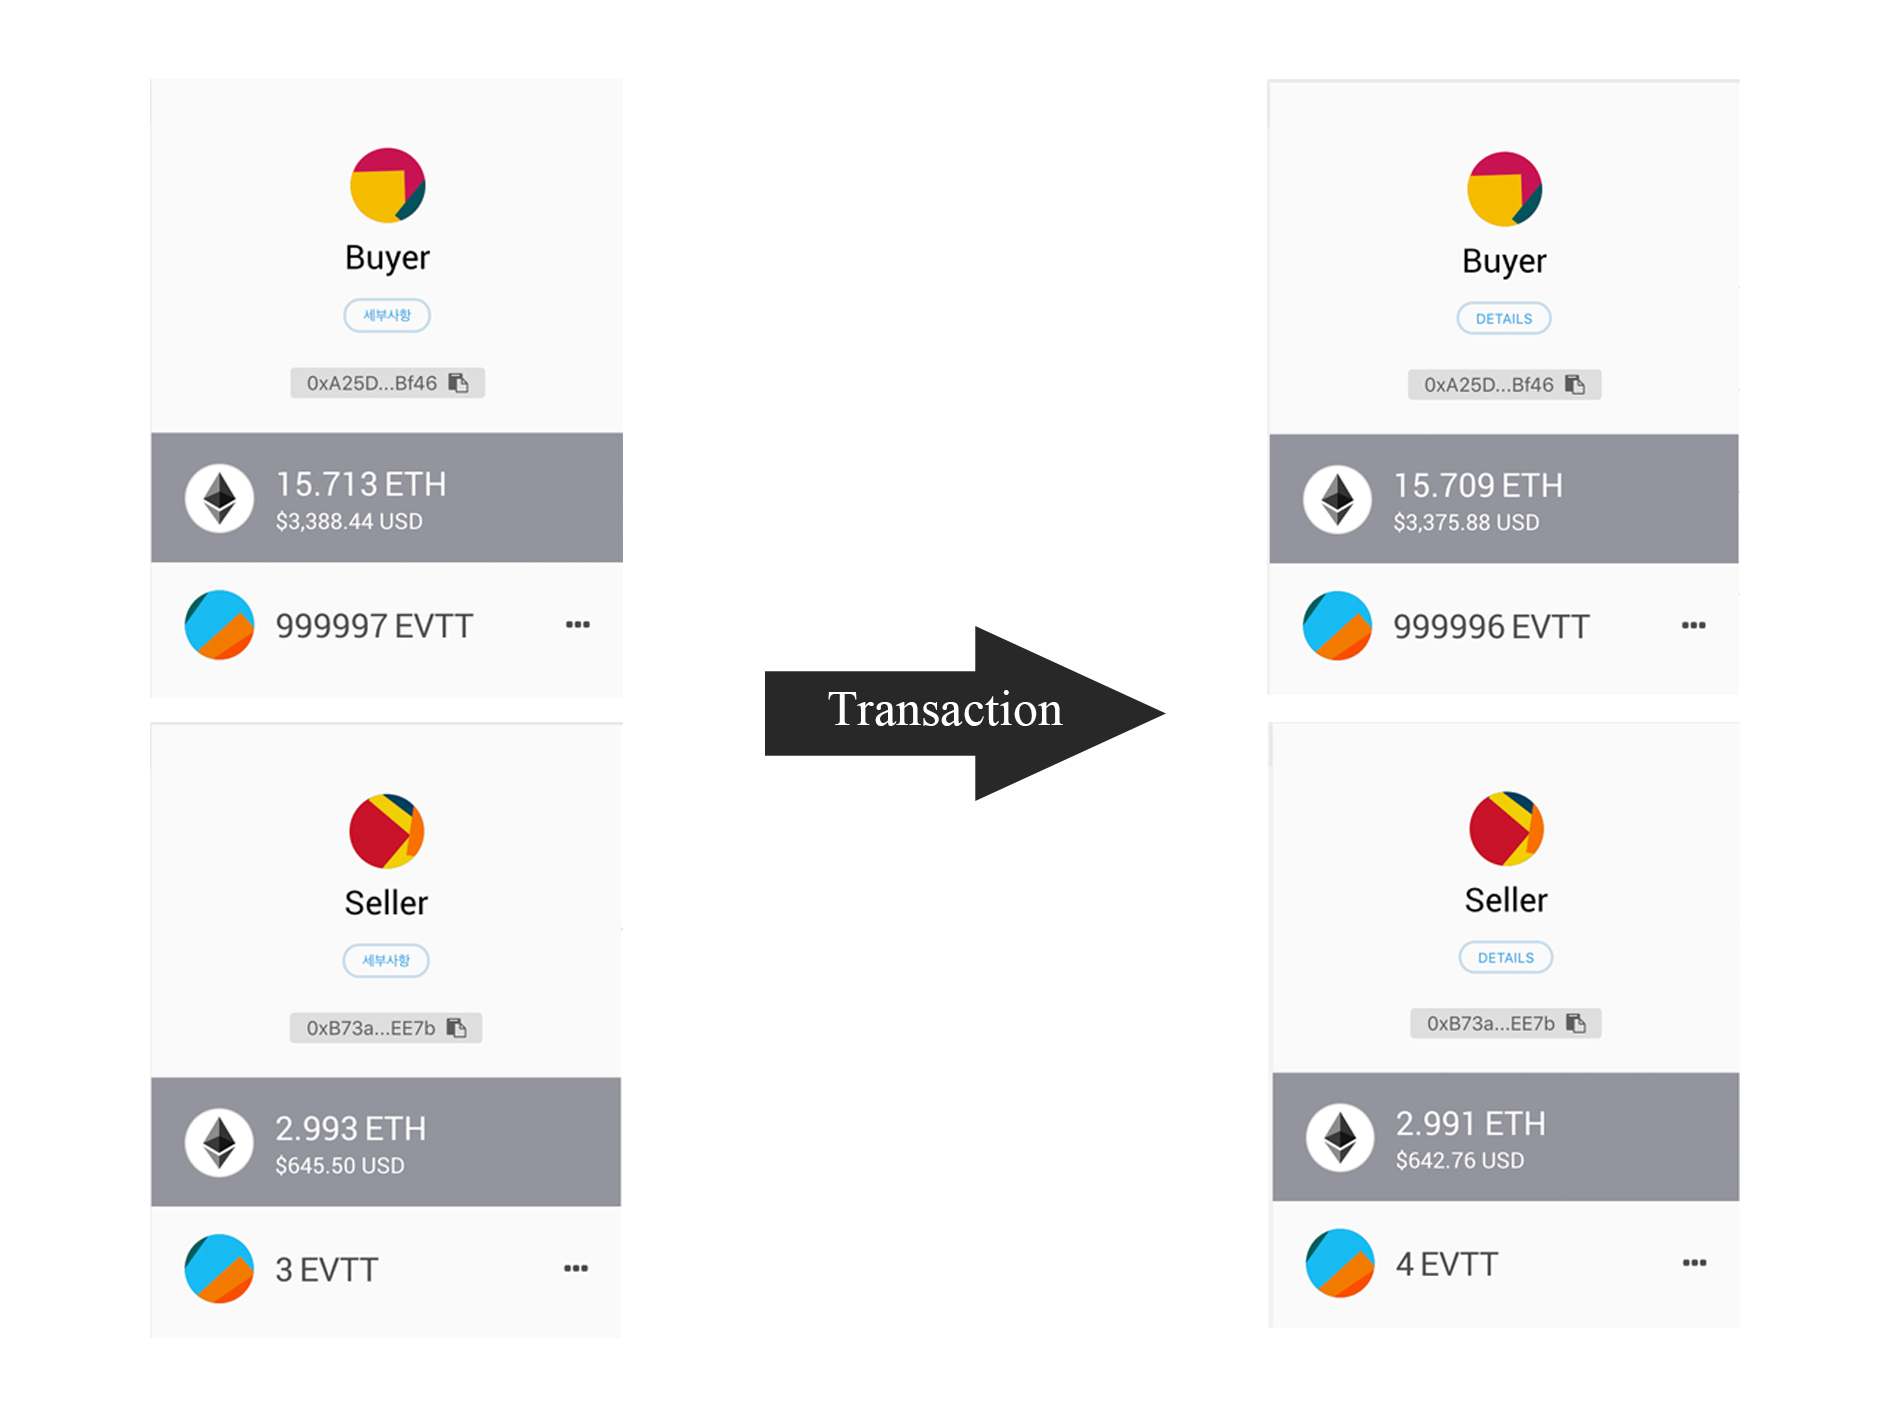 Buyer
세부사항
0xA25D...Bf46
15.713 ETH
$3,388.44 USD
999997 EVTT
Seller
세부사항
0xB73a...EE7b
2.993 ETH
$645.50 USD
3 EVTT
Transaction
Buyer
DETAILS
0xA25D...Bf46
15.709 ETH
$3,375.88 USD
999996 EVTT
Seller
DETAILS
0xB73a...EE7b
2.991 ETH
$642.76 USD
4 EVTT